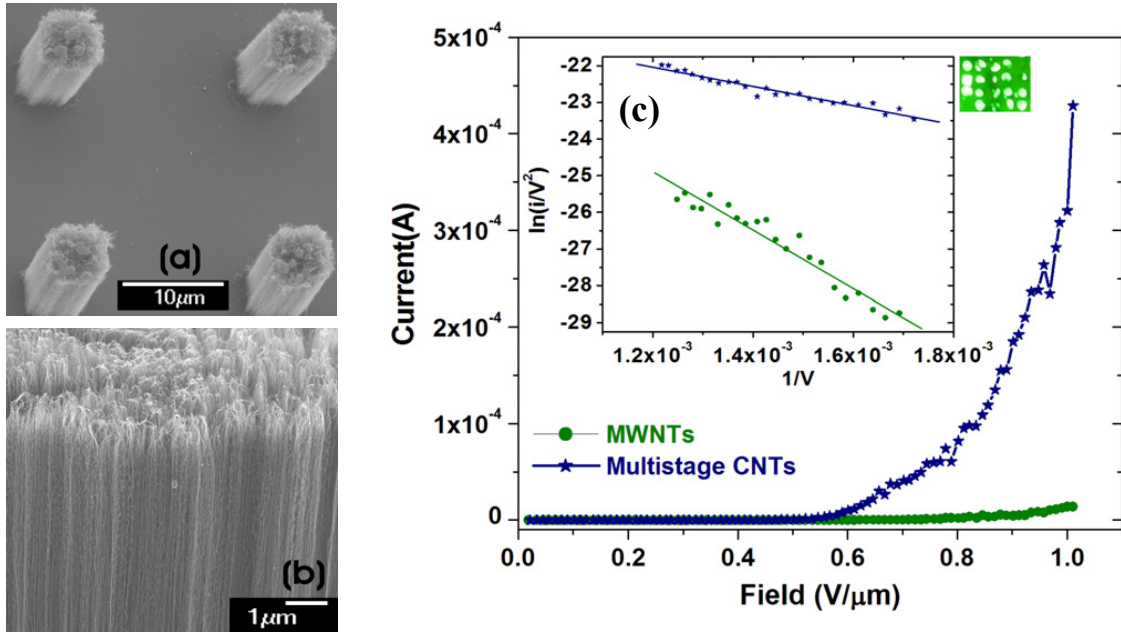 (a)
10μm
(b)
1μm
5x10⁻⁴
4x10⁻⁴
3x10⁻⁴
2x10⁻⁴
1x10⁻⁴
0
Current(A)
0.0 0.2 0.4 0.6 0.8 1.0
Field (V/μm)
(c)
-22
-23
-25
-26
-27
-28
-29
ln(i/V²)
1.2x10⁻³ 1.4x10⁻³ 1.6x10⁻³ 1.8x10⁻³
1/V
MWNTs
Multistage CNTs